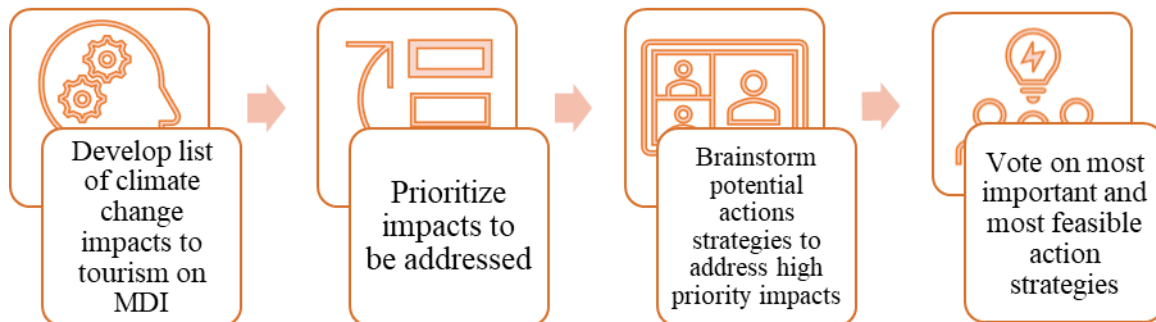 Develop list
of climate
change
impacts to
tourism on
MDI
Prioritize
impacts to
be addressed
Brainstorm
potential
actions
strategies to
address high
priority impacts
Vote on most
important and
most feasible
action
strategies